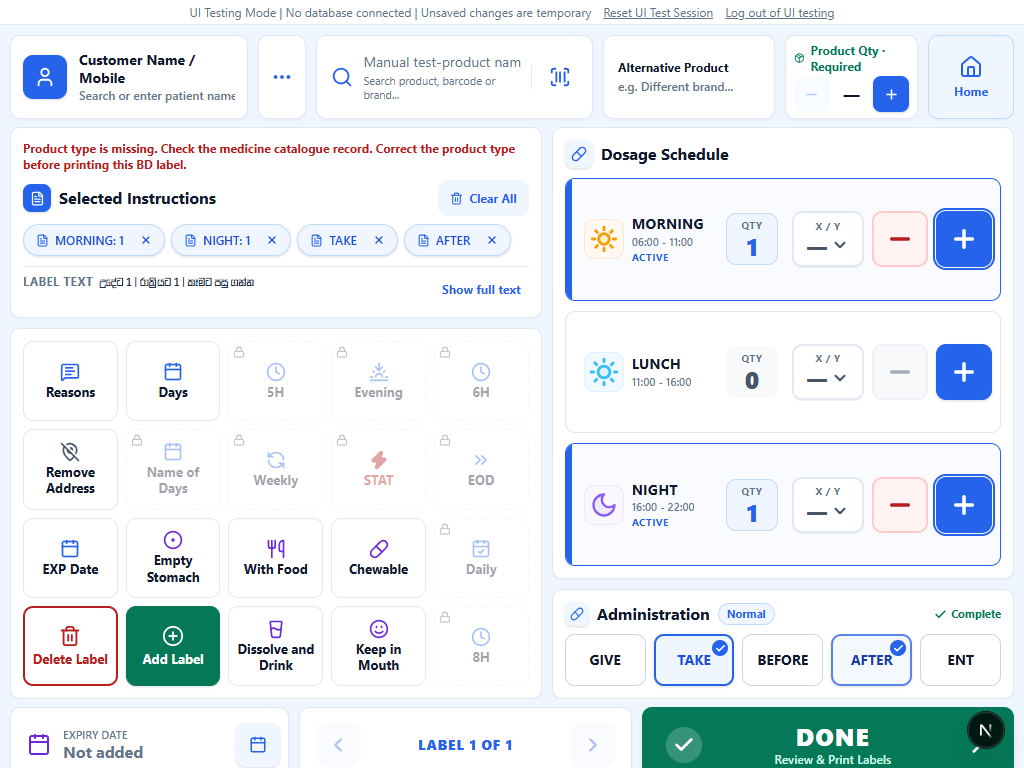 UI Testing Mode | No database connected | Unsaved changes are temporary Reset UI Test Session Log out of UI testing
Customer Name / Mobile
Search or enter patient name
Manual test-product nam
Search product, barcode or brand...
Alternative Product
e.g. Different brand...
Product Qty · Required
—
Home
Product type is missing. Check the medicine catalogue record. Correct the product type before printing this BD label.
Selected Instructions
Clear All
MORNING: 1
NIGHT: 1
TAKE
AFTER
LABEL TEXT උදේට 1 | රාත්‍රියට 1 | කෑමට පසු ගන්න
Show full text
Reasons
Days
5H
Evening
6H
Remove Address
Name of Days
Weekly
STAT
EOD
EXP Date
Empty Stomach
With Food
Chewable
Daily
Delete Label
Add Label
Dissolve and Drink
Keep in Mouth
8H
Dosage Schedule
MORNING
06:00 - 11:00
ACTIVE
QTY
1
X / Y
—
LUNCH
11:00 - 16:00
QTY
0
X / Y
—
NIGHT
16:00 - 22:00
ACTIVE
QTY
1
X / Y
—
Administration
Normal
Complete
GIVE
TAKE
BEFORE
AFTER
ENT
EXPIRY DATE
Not added
LABEL 1 OF 1
DONE
Review & Print Labels
N